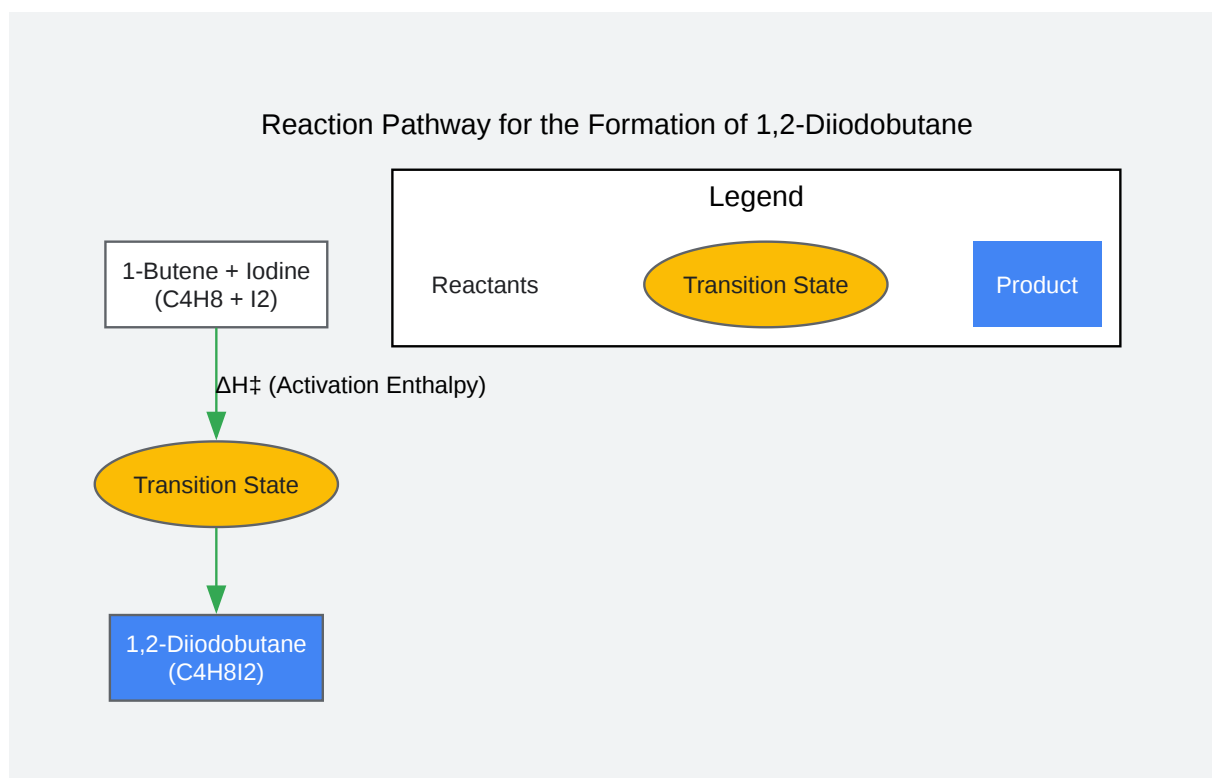 Reaction Pathway for the Formation of 1,2-Diiodobutane
Legend
Reactants
Transition State
Product
1-Butene + Iodine
(C4H8 + I2)
ΔH‡ (Activation Enthalpy)
Transition State
1,2-Diiodobutane
(C4H8I2)